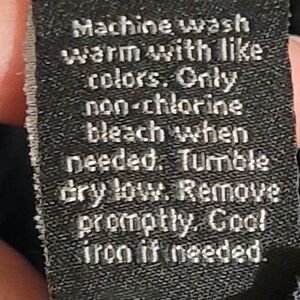 Machine wash
warm with like
colors. Only
non-chlorine
bleach when
needed. Tumble
dry low. Remove
promptly. Cool
iron if needed.